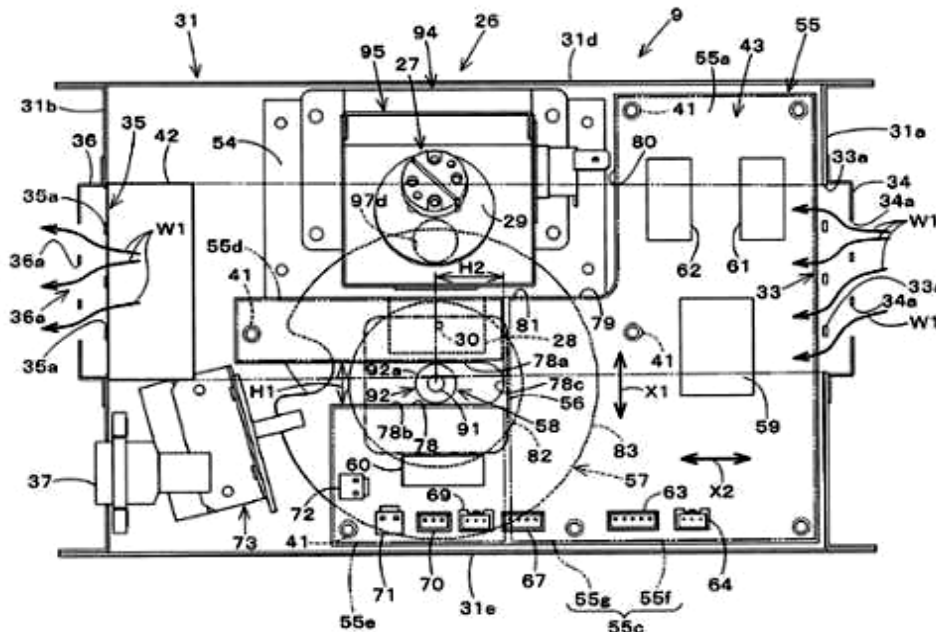 31 94 26 9
95 27 31d 43 55
55a
31b 41
36 35 42 54 80 31a
33a 34
35a 97d 34a
W1 29 W1
55d H2 62 61
36a 41 33 33a
36a 30 28 81 79 34a
41 W1
35a 78a
H1 92a 78c X1
92 56 59
78b 78 91 58
60 82 83
37 57 X2
72 69 63
73 41
71 70 67 64
31e 55g 55f
55e 55c